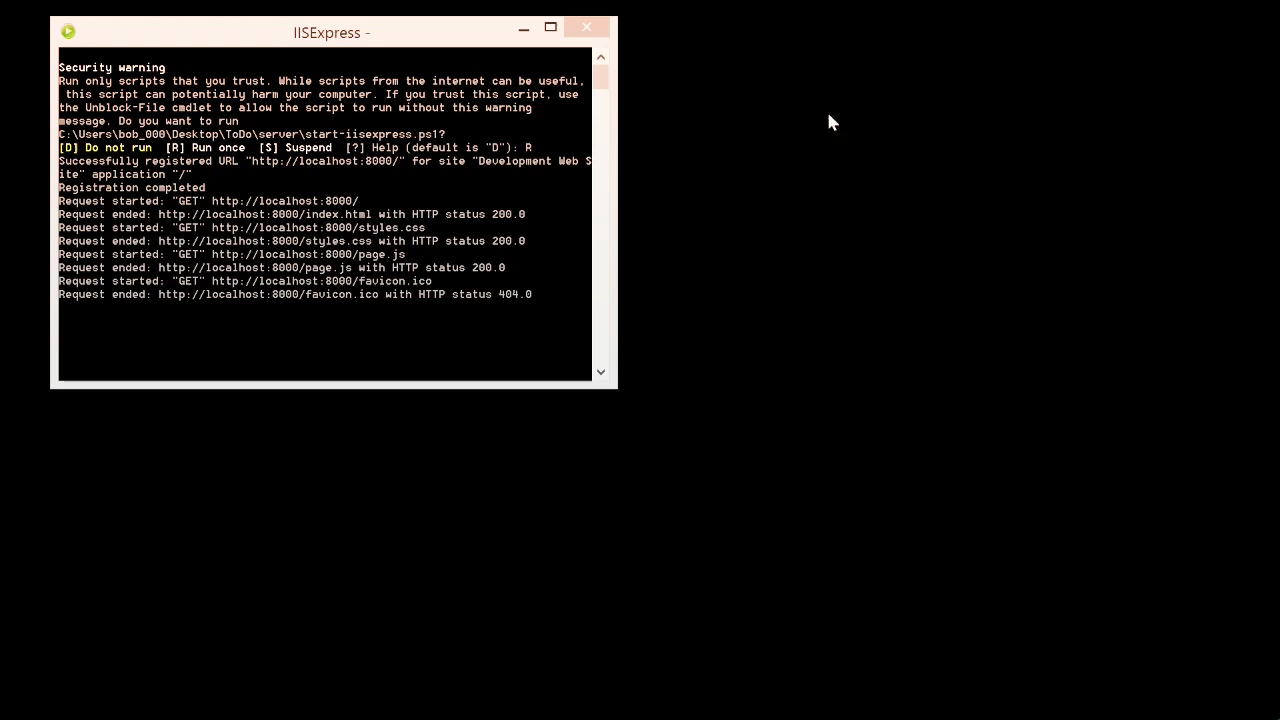 IISExpress -
Security warning
Run only scripts that you trust. While scripts from the internet can be useful,
this script can potentially harm your computer. If you trust this script, use
the Unblock-File cmdlet to allow the script to run without this warning
message. Do you want to run
C:\Users\bob_000\Desktop\ToDo\server\start-iisexpress.ps1?
[D] Do not run  [R] Run once  [S] Suspend  [?] Help (default is "D"): R
Successfully registered URL "http://localhost:8000/" for site "Development Web S
ite" application "/"
Registration completed
Request started: "GET" http://localhost:8000/
Request ended: http://localhost:8000/index.html with HTTP status 200.0
Request started: "GET" http://localhost:8000/styles.css
Request ended: http://localhost:8000/styles.css with HTTP status 200.0
Request started: "GET" http://localhost:8000/page.js
Request ended: http://localhost:8000/page.js with HTTP status 200.0
Request started: "GET" http://localhost:8000/favicon.ico
Request ended: http://localhost:8000/favicon.ico with HTTP status 404.0